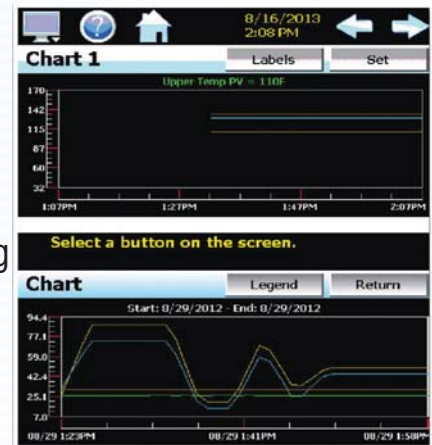 8/16/2013
2:08 PM
Chart 1 Labels Set
Upper Temp PV = 110F
170
142
115
87
60
32
1:07PM 1:27PM 1:47PM 2:07PM
g
Select a button on the screen.
Chart Legend Return
Start: 8/29/2012 - End: 8/29/2012
94.4
77.1
59.8
42.4
25.1
7.8
08/29 1:23PM 08/29 1:41PM 08/29 1:58PM